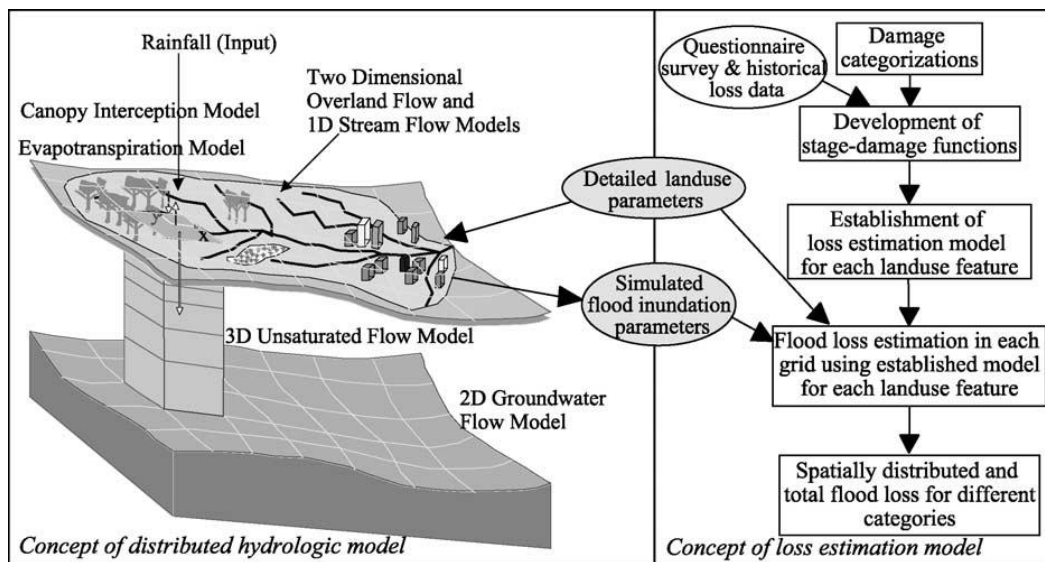 Rainfall (Input)
Canopy Interception Model
Evapotranspiration Model
Two Dimensional
Overland Flow and
1D Stream Flow Models
x
y
3D Unsaturated Flow Model
2D Groundwater
Flow Model
Concept of distributed hydrologic model
Detailed landuse
parameters
Simulated
flood inundation
parameters
Questionnaire
survey & historical
loss data
Damage
categorizations
Development of
stage-damage functions
Establishment of
loss estimation model
for each landuse feature
Flood loss estimation in each
grid using established model
for each landuse feature
Spatially distributed and
total flood loss for different
categories
Concept of loss estimation model